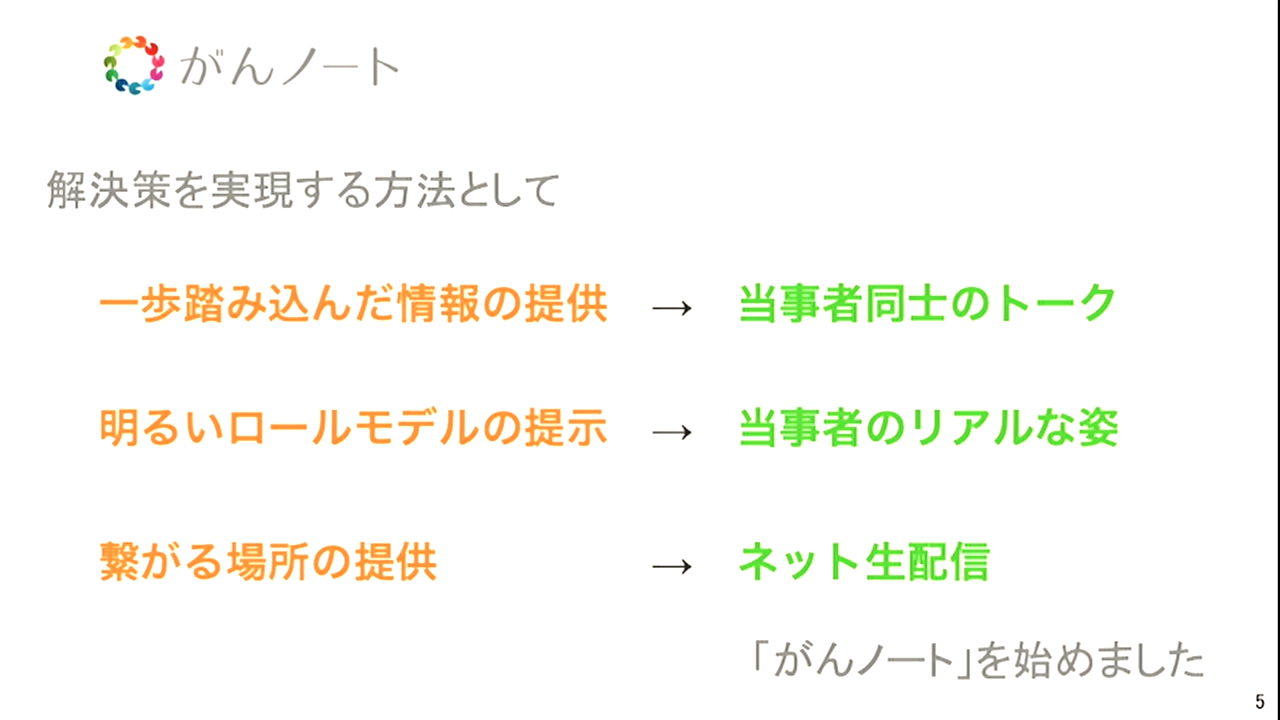 がんノート
解決策を実現する方法として
一歩踏み込んだ情報の提供 → 当事者同士のトーク
明るいロールモデルの提示 → 当事者のリアルな姿
繋がる場所の提供 → ネット生配信
「がんノート」を始めました
5